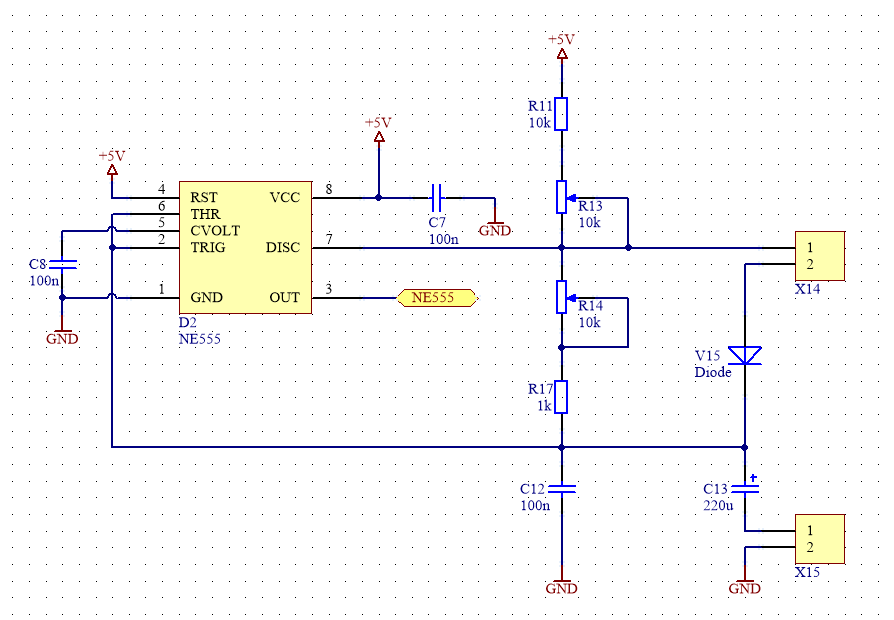 +5V
R11
10k
+5V
+5V
4
RST
VCC
8
6
THR
5
CVOLT
2
TRIG
DISC
7
1
GND
OUT
3
D2
NE555
C8
100n
GND
C7
100n
GND
NE555
R13
10k
R14
10k
R17
1k
1
2
X14
V15
Diode
C12
100n
GND
C13
+
220u
1
2
X15
GND